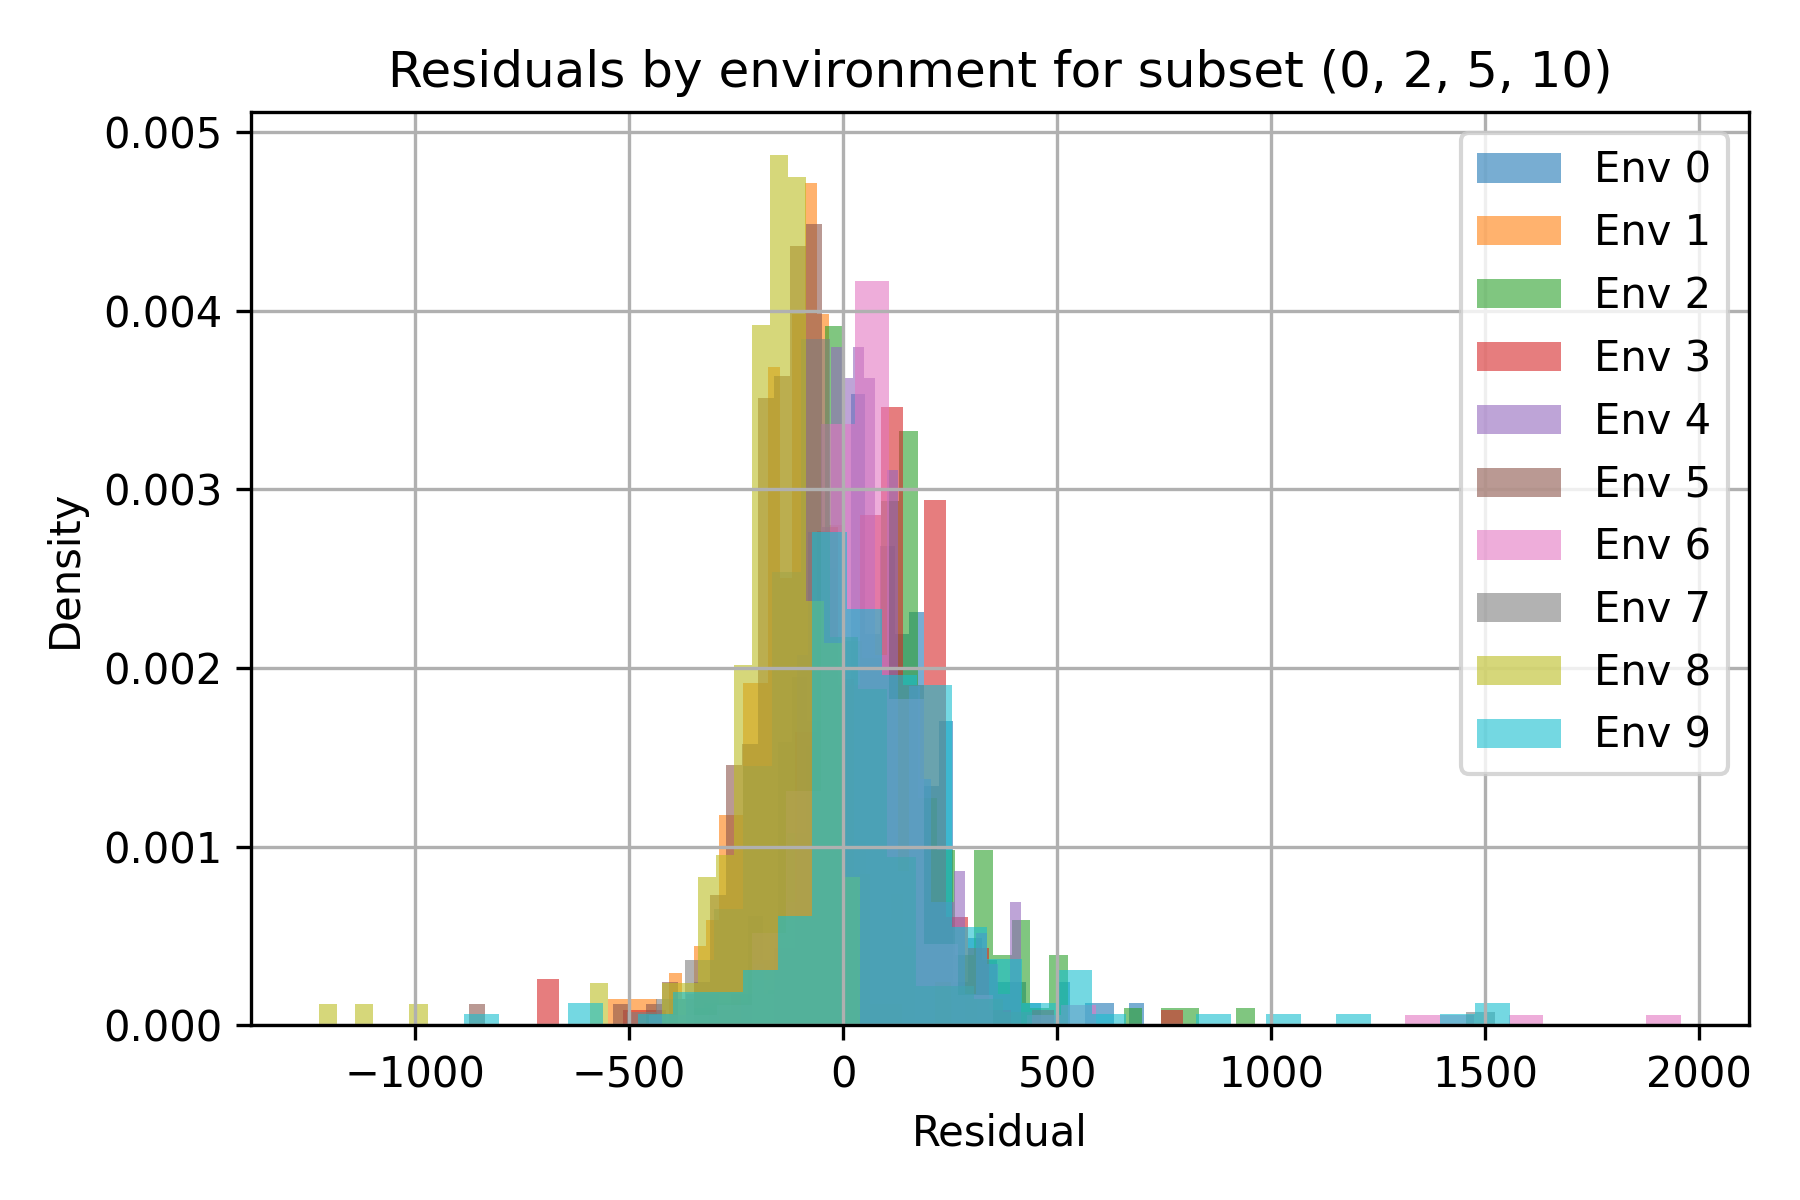 Residuals by environment for subset (0, 2, 5, 10)
0.005
0.004
0.003
0.002
0.001
0.000
Density
−1000
−500
0
500
1000
1500
2000
Residual
Env 0
Env 1
Env 2
Env 3
Env 4
Env 5
Env 6
Env 7
Env 8
Env 9